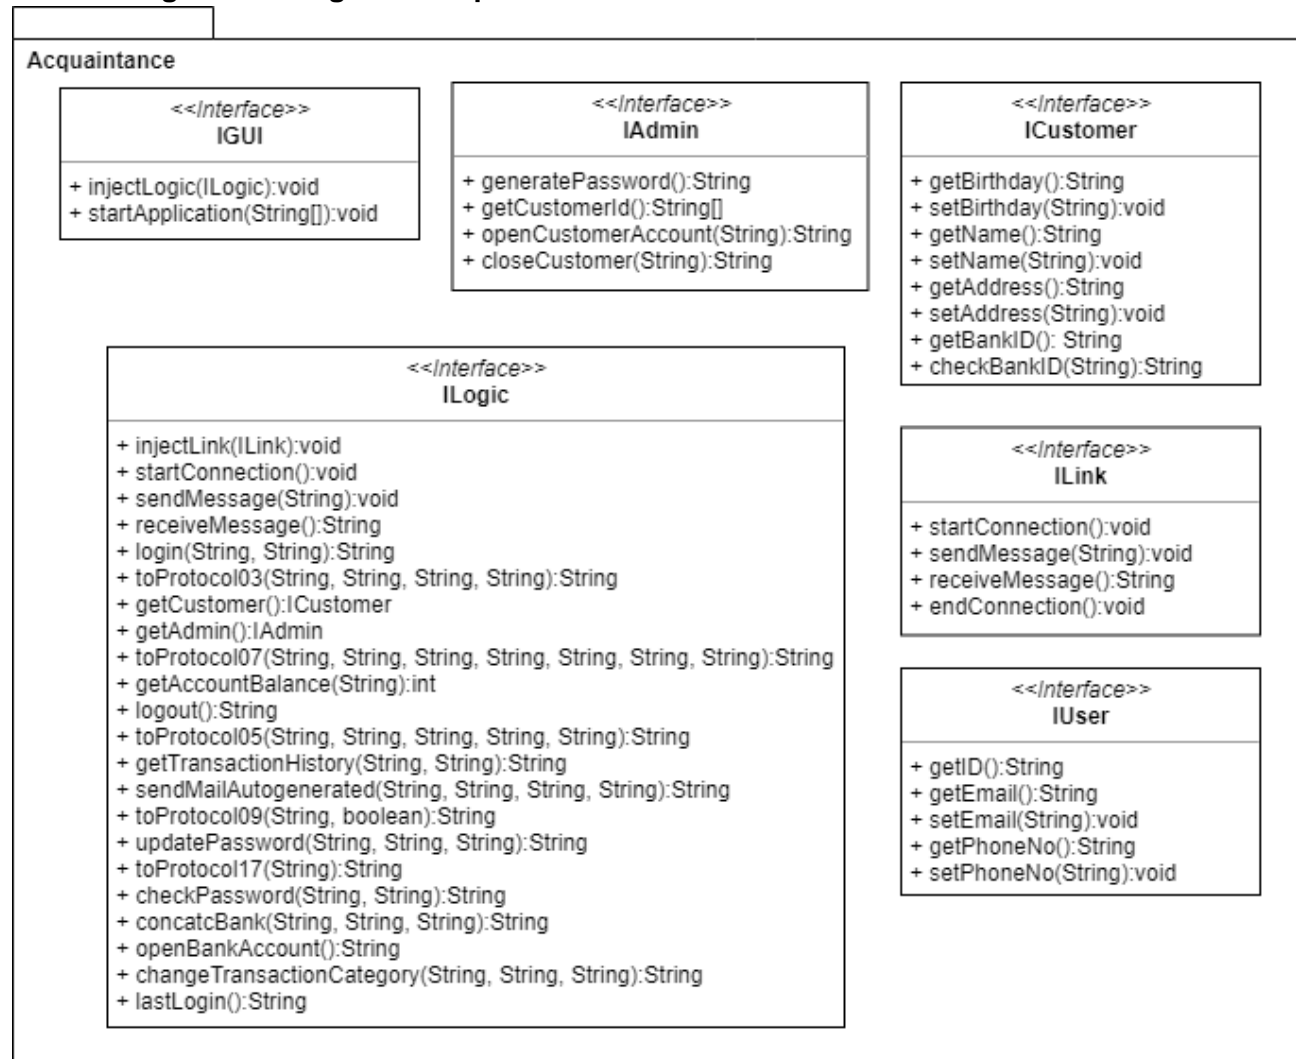 Acquaintance
<<Interface>>
IGUI
+ injectLogic(ILogic):void
+ startApplication(String[]):void
<<Interface>>
IAdmin
+ generatePassword():String
+ getCustomerId():String[]
+ openCustomerAccount(String):String
+ closeCustomer(String):String
<<Interface>>
ICustomer
+ getBirthday():String
+ setBirthday(String):void
+ getName():String
+ setName(String):void
+ getAddress():String
+ setAddress(String):void
+ getBankID(): String
+ checkBankID(String):String
<<Interface>>
ILogic
+ injectLink(ILink):void
+ startConnection():void
+ sendMessage(String):void
+ receiveMessage():String
+ login(String, String):String
+ toProtocol03(String, String, String, String):String
+ getCustomer():ICustomer
+ getAdmin():IAdmin
+ toProtocol07(String, String, String, String, String, String, String):String
+ getAccountBalance(String):int
+ logout():String
+ toProtocol05(String, String, String, String, String):String
+ getTransactionHistory(String, String):String
+ sendMailAutogenerated(String, String, String, String):String
+ toProtocol09(String, boolean):String
+ updatePassword(String, String, String):String
+ toProtocol17(String):String
+ checkPassword(String, String):String
+ concatcBank(String, String, String):String
+ openBankAccount():String
+ changeTransactionCategory(String, String, String):String
+ lastLogin():String
<<Interface>>
ILink
+ startConnection():void
+ sendMessage(String):void
+ receiveMessage():String
+ endConnection():void
<<Interface>>
IUser
+ getID():String
+ getEmail():String
+ setEmail(String):void
+ getPhoneNo():String
+ setPhoneNo(String):void